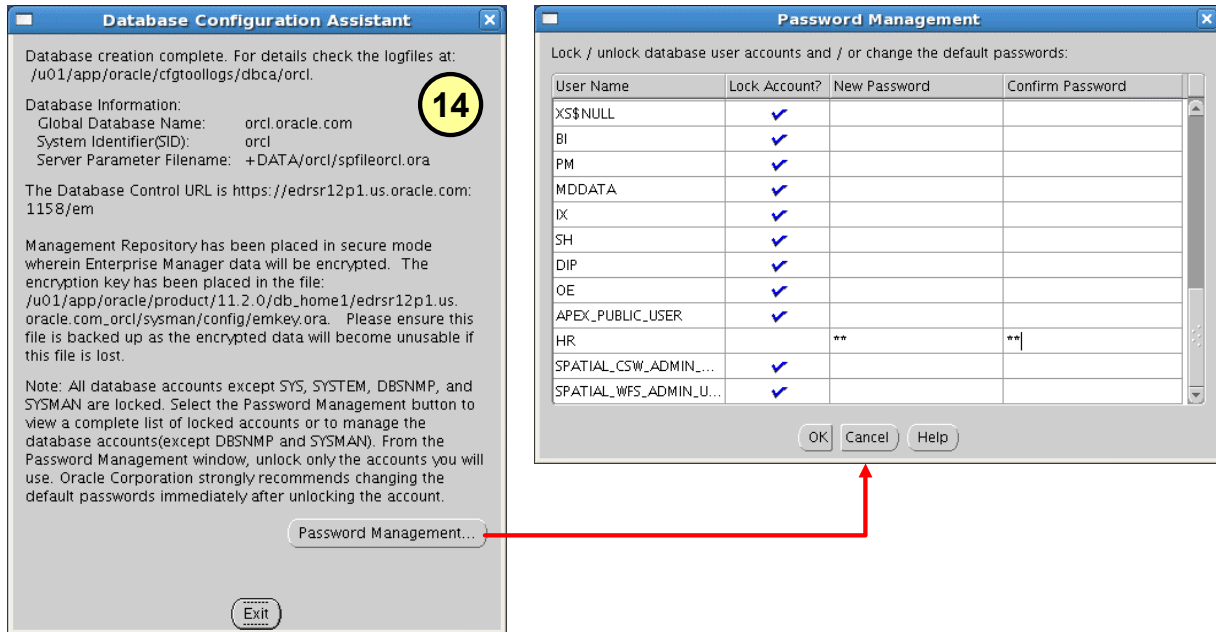 Database Configuration Assistant
Database creation complete. For details check the logfiles at:
/u01/app/oracle/cfgtoollogs/dbca/orcl.
Database Information:
Global Database Name: orcl.oracle.com
System Identifier(SID): orcl
Server Parameter Filename: +DATA/orcl/spfileorcl.ora
14
The Database Control URL is https://edrsr12p1.us.oracle.com:
1158/em
Management Repository has been placed in secure mode
wherein Enterprise Manager data will be encrypted. The
encryption key has been placed in the file:
/u01/app/oracle/product/11.2.0/db_home1/edrsr12p1.us.
oracle.com_orcl/sysman/config/emkey.ora. Please ensure this
file is backed up as the encrypted data will become unusable if
this file is lost.
Note: All database accounts except SYS, SYSTEM, DBSNMP, and
SYSMAN are locked. Select the Password Management button to
view a complete list of locked accounts or to manage the
database accounts(except DBSNMP and SYSMAN). From the
Password Management window, unlock only the accounts you will
use. Oracle Corporation strongly recommends changing the
default passwords immediately after unlocking the account.
Password Management...
Exit
Password Management
Lock / unlock database user accounts and / or change the default passwords:
User Name Lock Account? New Password Confirm Password
XS$NULL
BI
PM
MDDATA
IX
SH
DIP
OE
APEX_PUBLIC_USER
HR ** **
SPATIAL_CSW_ADMIN_...
SPATIAL_WFS_ADMIN_U...
OK Cancel Help